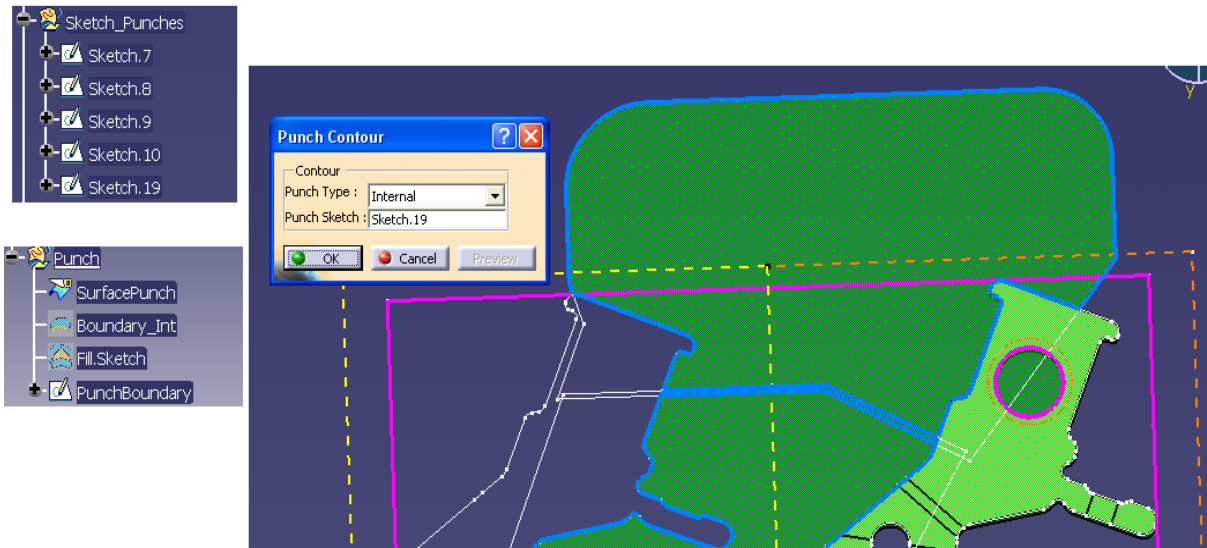 Sketch_Punches
Sketch.7
Sketch.8
Sketch.9
Sketch.10
Sketch.19
Punch
SurfacePunch
Boundary_Int
Fill.Sketch
PunchBoundary
Punch Contour
Contour
Punch Type : Internal
Punch Sketch : Sketch.19
OK Cancel Preview
y